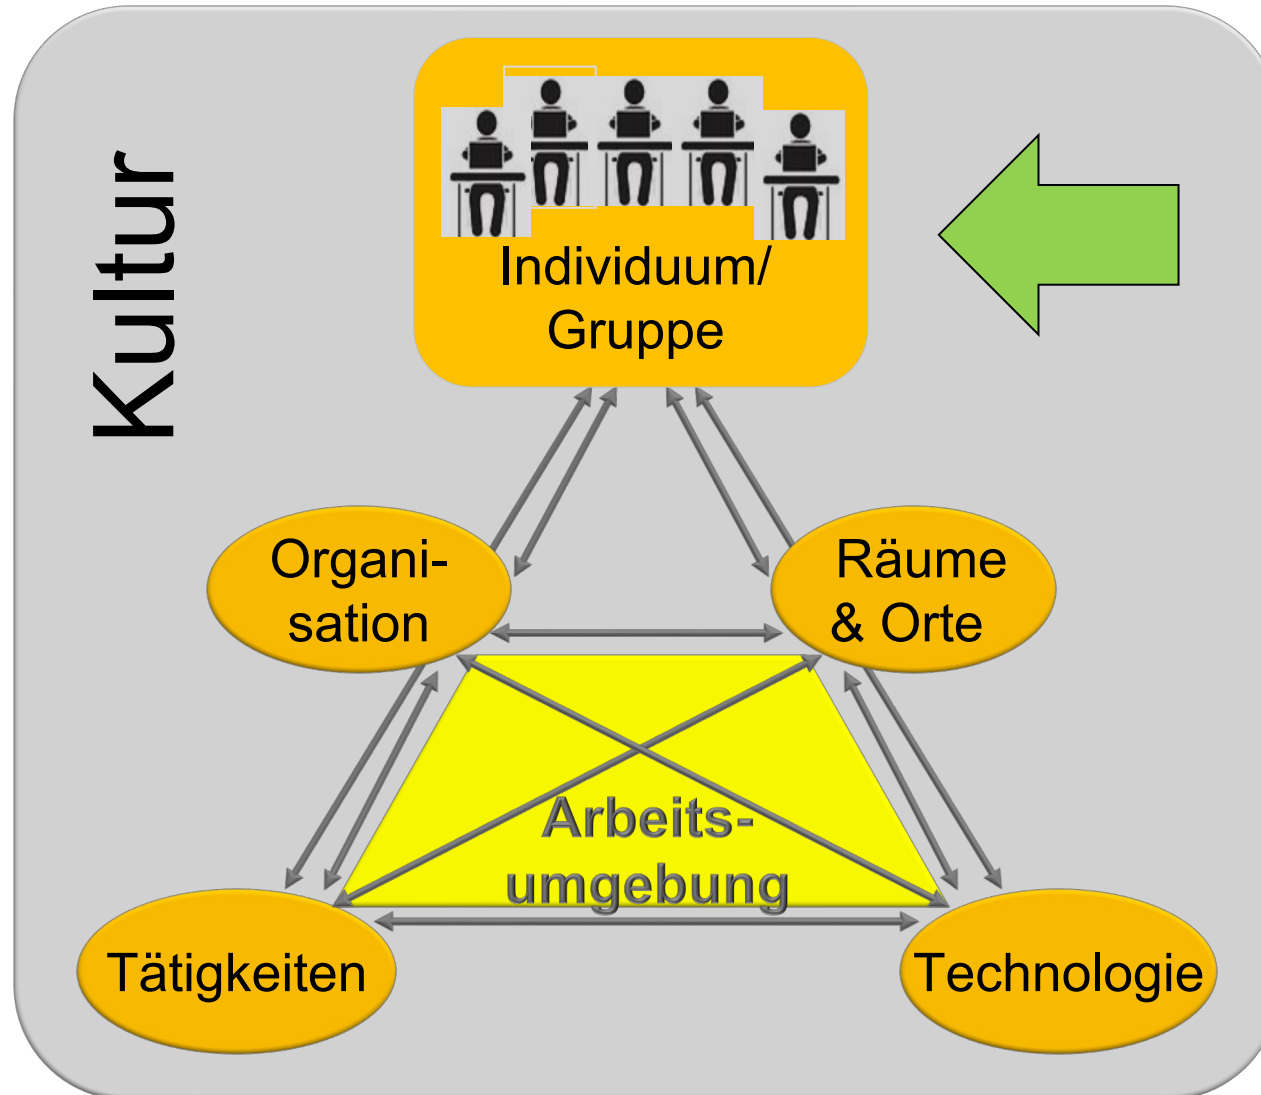 Kultur
Individuum/
Gruppe
Organi-
sation
Räume
& Orte
Arbeits-
umgebung
Tätigkeiten
Technologie